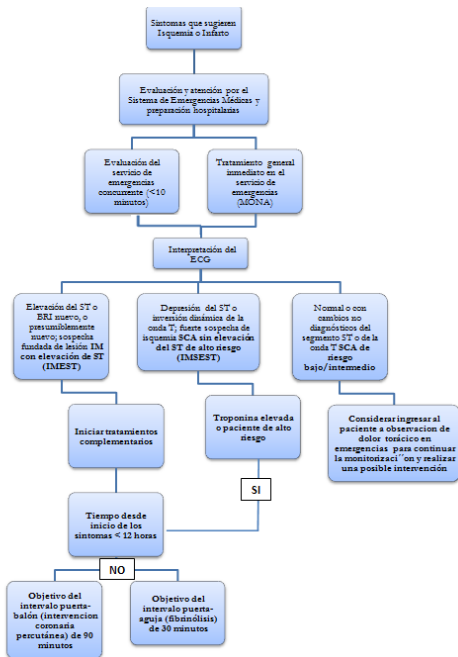 Síntomas que sugieren
Isquemia o Infarto
Evaluación y atención por el
Sistema de Emergencias Médicas y
preparación hospitalarias
Evaluación del
servicio de
emergencias
concurrente (<10
minutos)
Tratamiento general
inmediato en el
servicio de
emergencias
(MONA)
Interpretación del
ECG
Elevación del ST o
BRI nuevo, o
presumiblemente nuevo; sospecha
fundada de lesión IM
con elevación de ST
(IMEST)
Depresión del ST o
inversión dinámica de la
onda T; fuerte sospecha de
isquemia SCA sin elevación
del ST de alto riesgo
(IMSEST)
Normal o con
cambios no
diagnósticos del
segmento ST o de la
onda T SCA de
riesgo
bajo/intermedio
Iniciar tratamientos
complementarios
Troponina elevada
o paciente de alto
riesgo
Considerar ingresar al
paciente a observacion de
dolor torácico en
emergencias para continuar
la monitorizaci´´on y realizar
una posible intervención
SI
Tiempo desde
inicio de los
sintomas < 12 horas
NO
Objetivo del
intervalo puerta-
balón (intervencion
coronaria
percutánea) de 90
minutos
Objetivo del
intervalo puerta-
aguja (fibrinólisis)
de 30 minutos